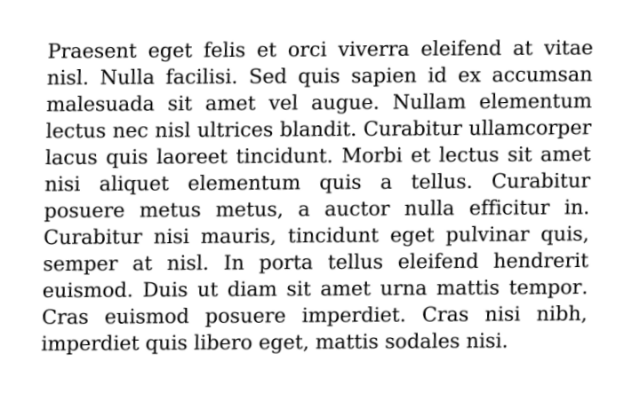 Praesent eget felis et orci viverra eleifend at vitae
nisl. Nulla facilisi. Sed quis sapien id ex accumsan
malesuada sit amet vel augue. Nullam elementum
lectus nec nisl ultrices blandit. Curabitur ullamcorper
lacus quis laoreet tincidunt. Morbi et lectus sit amet
nisi aliquet elementum quis a tellus. Curabitur
posuere metus metus, a auctor nulla efficitur in.
Curabitur nisi mauris, tincidunt eget pulvinar quis,
semper at nisl. In porta tellus eleifend hendrerit
euismod. Duis ut diam sit amet urna mattis tempor.
Cras euismod posuere imperdiet. Cras nisi nibh,
imperdiet quis libero eget, mattis sodales nisi.